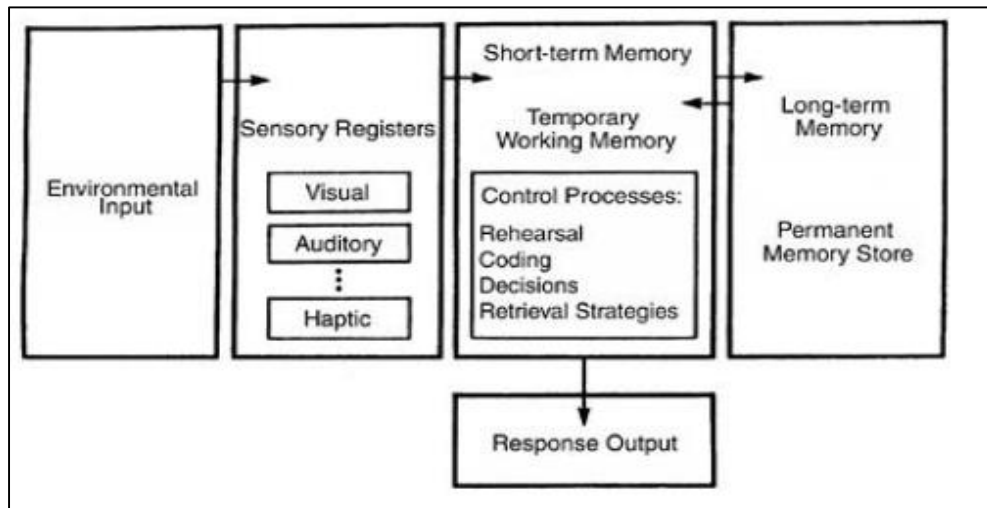 Environmental
Input
Sensory Registers
Visual
Auditory
Haptic
Short-term Memory
Temporary
Working Memory
Control Processes:
Rehearsal
Coding
Decisions
Retrieval Strategies
Long-term
Memory
Permanent
Memory Store
Response Output